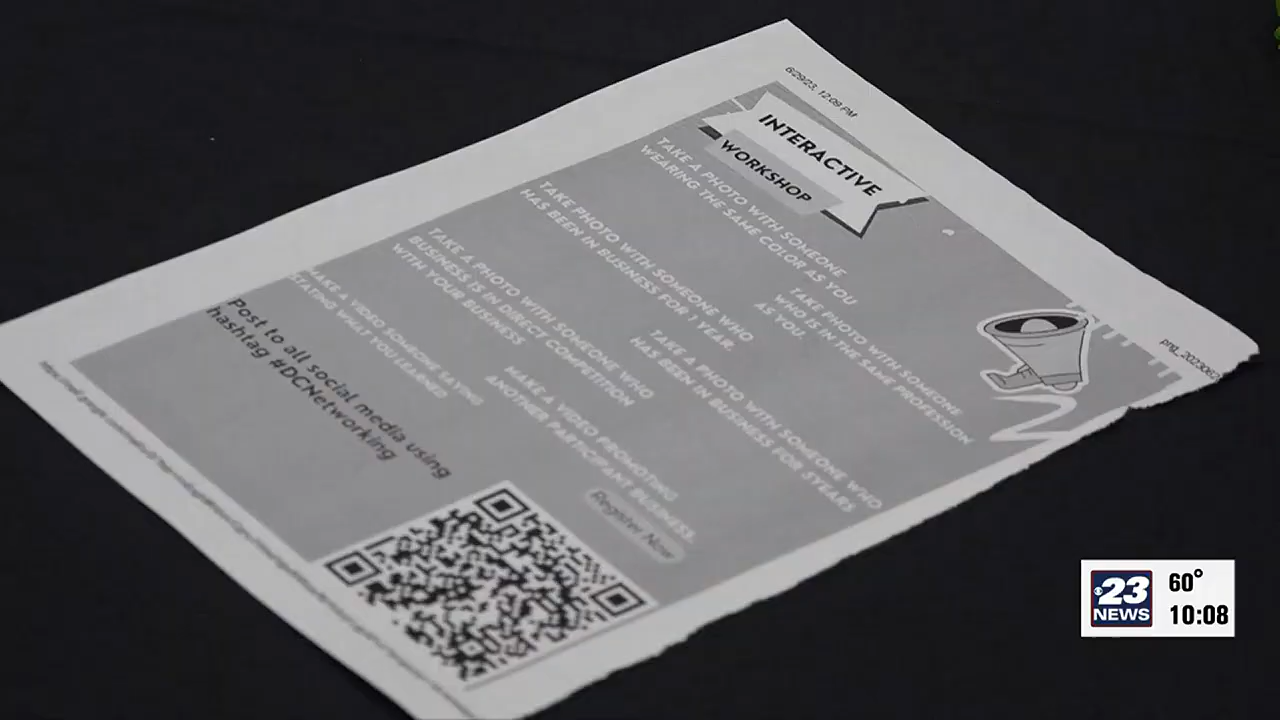 6/29/23, 12:08 PM
INTERACTIVE
WORKSHOP
TAKE A PHOTO WITH SOMEONE
WEARING THE SAME COLOR AS YOU
TAKE PHOTO WITH SOMEONE
WHO IS IN THE SAME PROFESSION
AS YOU.
TAKE PHOTO WITH SOMEONE WHO
HAS BEEN IN BUSINESS FOR 1 YEAR.
TAKE A PHOTO WITH SOMEONE WHO
HAS BEEN IN BUSINESS FOR 5 YEARS
TAKE A PHOTO WITH SOMEONE WHO
BUSINESS IS IN DIRECT COMPETITION
WITH YOUR BUSINESS
MAKE A VIDEO PROMOTING
ANOTHER PARTICIPANT BUSINESS.
MAKE A VIDEO SOMEONE SAYING
STATING WHAT YOU LEARNED
Register Now
Post to all social media using
hashtag #DCNetworking
23
NEWS
60°
10:08